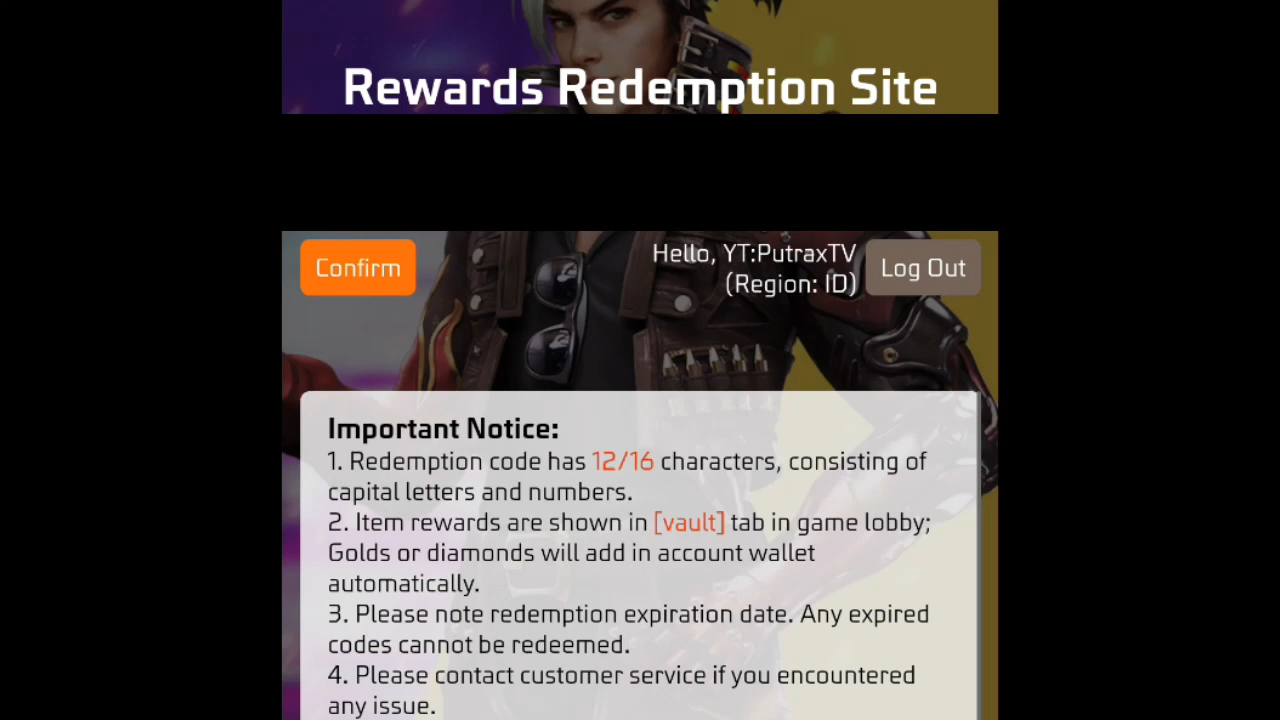 Rewards Redemption Site
Confirm
Hello, YT:PutraxTV
(Region: ID)
Log Out
Important Notice:
1. Redemption code has 12/16 characters, consisting of
capital letters and numbers.
2. Item rewards are shown in [vault] tab in game lobby;
Golds or diamonds will add in account wallet
automatically.
3. Please note redemption expiration date. Any expired
codes cannot be redeemed.
4. Please contact customer service if you encountered
any issue.